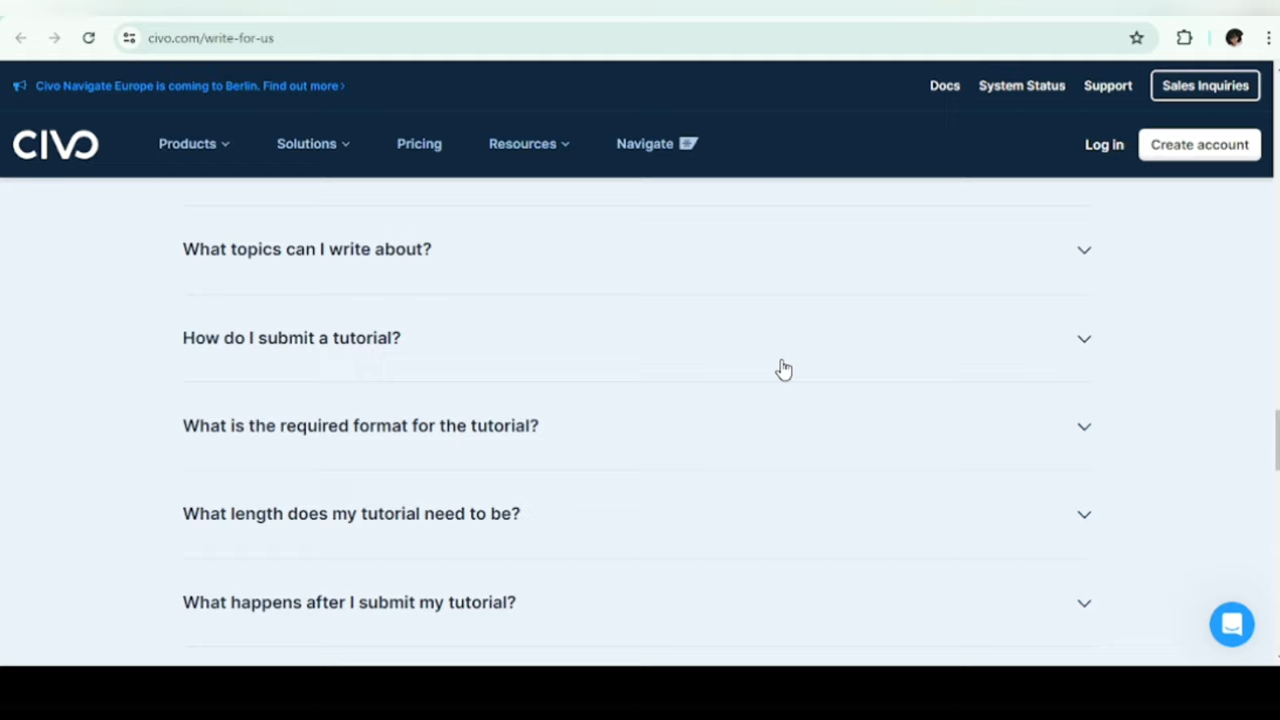 civo.com/write-for-us
Civo Navigate Europe is coming to Berlin. Find out more ›
Docs
System Status
Support
Sales Inquiries
CIVO
Products
Solutions
Pricing
Resources
Navigate
Log in
Create account
What topics can I write about?
How do I submit a tutorial?
What is the required format for the tutorial?
What length does my tutorial need to be?
What happens after I submit my tutorial?